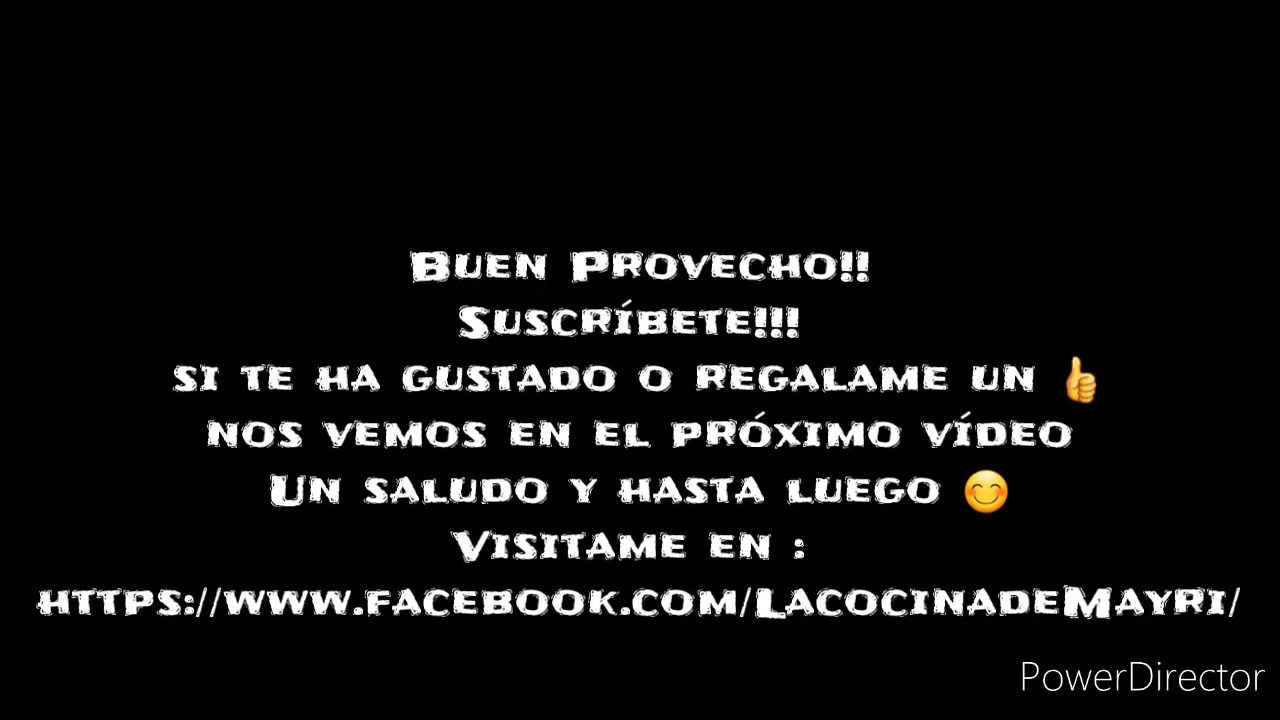 Buen Provecho!!
Suscríbete!!!
si te ha gustado o regalame un 👍
nos vemos en el próximo vídeo
Un saludo y hasta luego 😊
Visitame en :
https://www.facebook.com/LacocinadeMayri/
PowerDirector